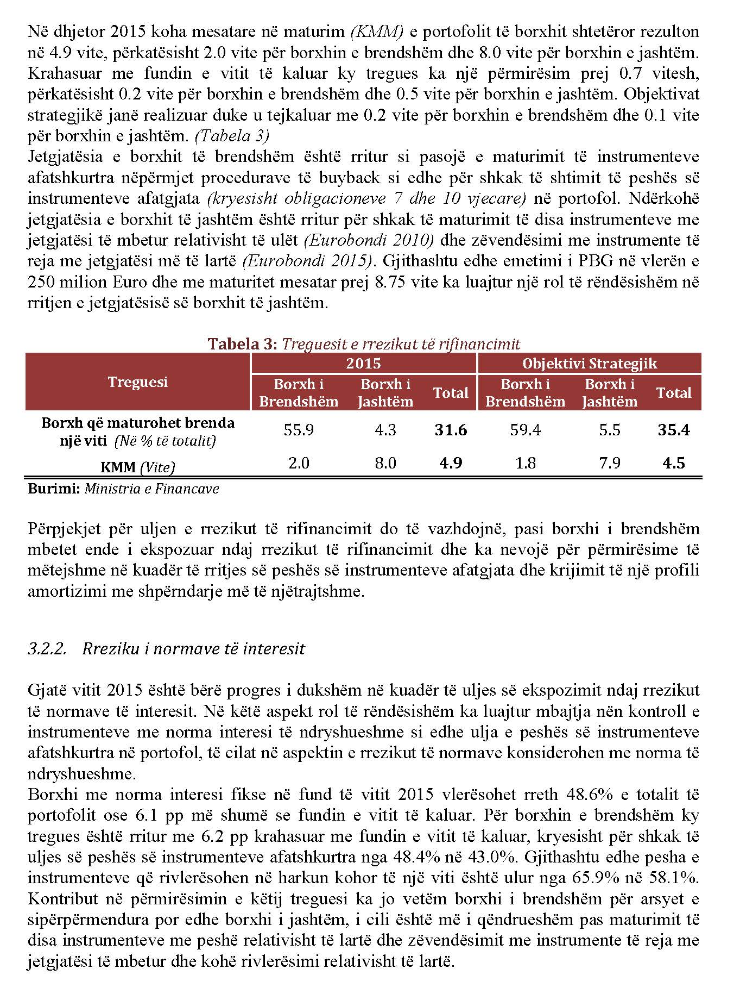 Në dhjetor 2015 koha mesatare në maturim (KMM) e portofolit të borxhit shtetëror rezulton
në 4.9 vite, përkatësisht 2.0 vite për borxhin e brendshëm dhe 8.0 vite për borxhin e jashtëm.
Krahasuar me fundin e vitit të kaluar ky tregues ka një përmirësim prej 0.7 vitesh,
përkatësisht 0.2 vite për borxhin e brendshëm dhe 0.5 vite për borxhin e jashtëm. Objektivat
strategjikë janë realizuar duke u tejkaluar me 0.2 vite për borxhin e brendshëm dhe 0.1 vite
për borxhin e jashtëm. (Tabela 3)
Jetgjatësia e borxhit të brendshëm është rritur si pasojë e maturimit të instrumenteve
afatshkurtra nëpërmjet procedurave të buyback si edhe për shkak të shtimit të peshës së
instrumenteve afatgjata (kryesisht obligacioneve 7 dhe 10 vjecare) në portofol. Ndërkohë
jetgjatësia e borxhit të jashtëm është rritur për shkak të maturimit të disa instrumenteve me
jetgjatësi të mbetur relativisht të ulët (Eurobondi 2010) dhe zëvendësimi me instrumente të
reja me jetgjatësi më të lartë (Eurobondi 2015). Gjithashtu edhe emetimi i PBG në vlerën e
250 milion Euro dhe me maturitet mesatar prej 8.75 vite ka luajtur një rol të rëndësishëm në
rritjen e jetgjatësisë së borxhit të jashtëm.
Tabela 3: Treguesit e rrezikut të rifinancimit
Treguesi 2015 Objektivi Strategjik
Borxh i Brendshëm Borxh i Jashtëm Total Borxh i Brendshëm Borxh i Jashtëm Total
Borxh që maturohet brenda
një viti (Në % të totalit) 55.9 4.3 31.6 59.4 5.5 35.4
KMM (Vite) 2.0 8.0 4.9 1.8 7.9 4.5
Burimi: Ministria e Financave
Përpjekjet për uljen e rrezikut të rifinancimit do të vazhdojnë, pasi borxhi i brendshëm
mbetet ende i ekspozuar ndaj rrezikut të rifinancimit dhe ka nevojë për përmirësime të
mëtejshme në kuadër të rritjes së peshës së instrumenteve afatgjata dhe krijimit të një profili
amortizimi me shpërndarje më të njëtrajtshme.
3.2.2. Rreziku i normave të interesit
Gjatë vitit 2015 është bërë progres i dukshëm në kuadër të uljes së ekspozimit ndaj rrezikut
të normave të interesit. Në këtë aspekt rol të rëndësishëm ka luajtur mbajtja nën kontroll e
instrumenteve me norma interesi të ndryshueshme si edhe ulja e peshës së instrumenteve
afatshkurtra në portofol, të cilat në aspektin e rrezikut të normave konsiderohen me norma të
ndryshueshme.
Borxhi me norma interesi fikse në fund të vitit 2015 vlerësohet rreth 48.6% e totalit të
portofolit ose 6.1 pp më shumë se fundin e vitit të kaluar. Për borxhin e brendshëm ky
tregues është rritur me 6.2 pp krahasuar me fundin e vitit të kaluar, kryesisht për shkak të
uljes së peshës së instrumenteve afatshkurtra nga 48.4% në 43.0%. Gjithashtu edhe pesha e
instrumenteve që rivlerësohen në harkun kohor të një viti është ulur nga 65.9% në 58.1%.
Kontribut në përmirësimin e këtij treguesi ka jo vetëm borxhi i brendshëm për arsyet e
sipërpërmendura por edhe borxhi i jashtëm, i cili është më i qëndrueshëm pas maturimit të
disa instrumenteve me peshë relativisht të lartë dhe zëvendësimit me instrumente të reja me
jetgjatësi të mbetur dhe kohë rivlerësimi relativisht të lartë.